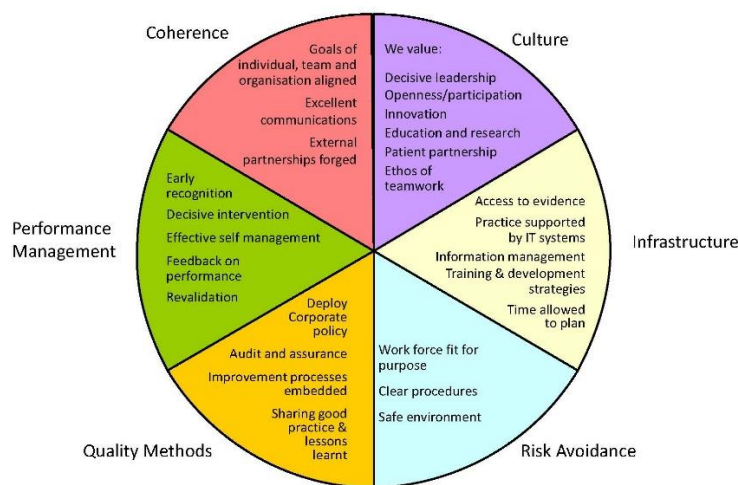 Coherence
Goals of
individual, team and
organisation aligned
Excellent
communications
External
partnerships forged
Culture
We value:
Decisive leadership
Openness/participation
Innovation
Education and research
Patient partnership
Ethos of
teamwork
Performance
Management
Early
recognition
Decisive intervention
Effective self management
Feedback on
performance
Revalidation
Infrastructure
Access to evidence
Practice supported
by IT systems
Information management
Training & development
strategies
Time allowed
to plan
Quality Methods
Deploy
Corporate
policy
Audit and assurance
Improvement processes
embedded
Sharing good
practice &
lessons
learnt
Risk Avoidance
Work force fit for
purpose
Clear procedures
Safe environment